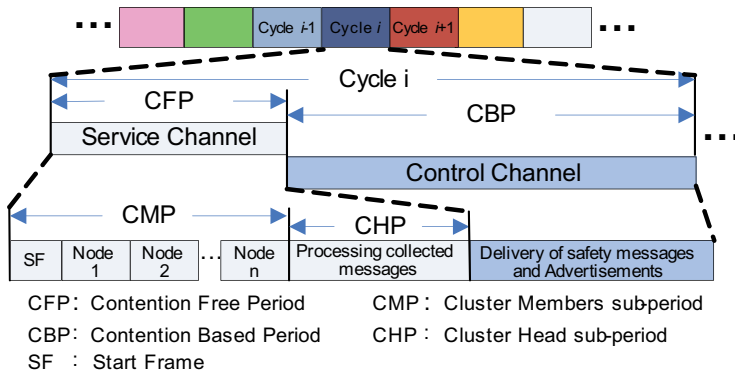 ... Cycle i-1 Cycle i Cycle i+1 ...
Cycle i
CFP
CBP
Service Channel
...
Control Channel
CMP
CHP
SF Node 1 Node 2 ... Node n Processing collected messages Delivery of safety messages and Advertisements
CFP: Contention Free Period CMP: Cluster Members sub-period
CBP: Contention Based Period CHP: Cluster Head sub-period
SF : Start Frame